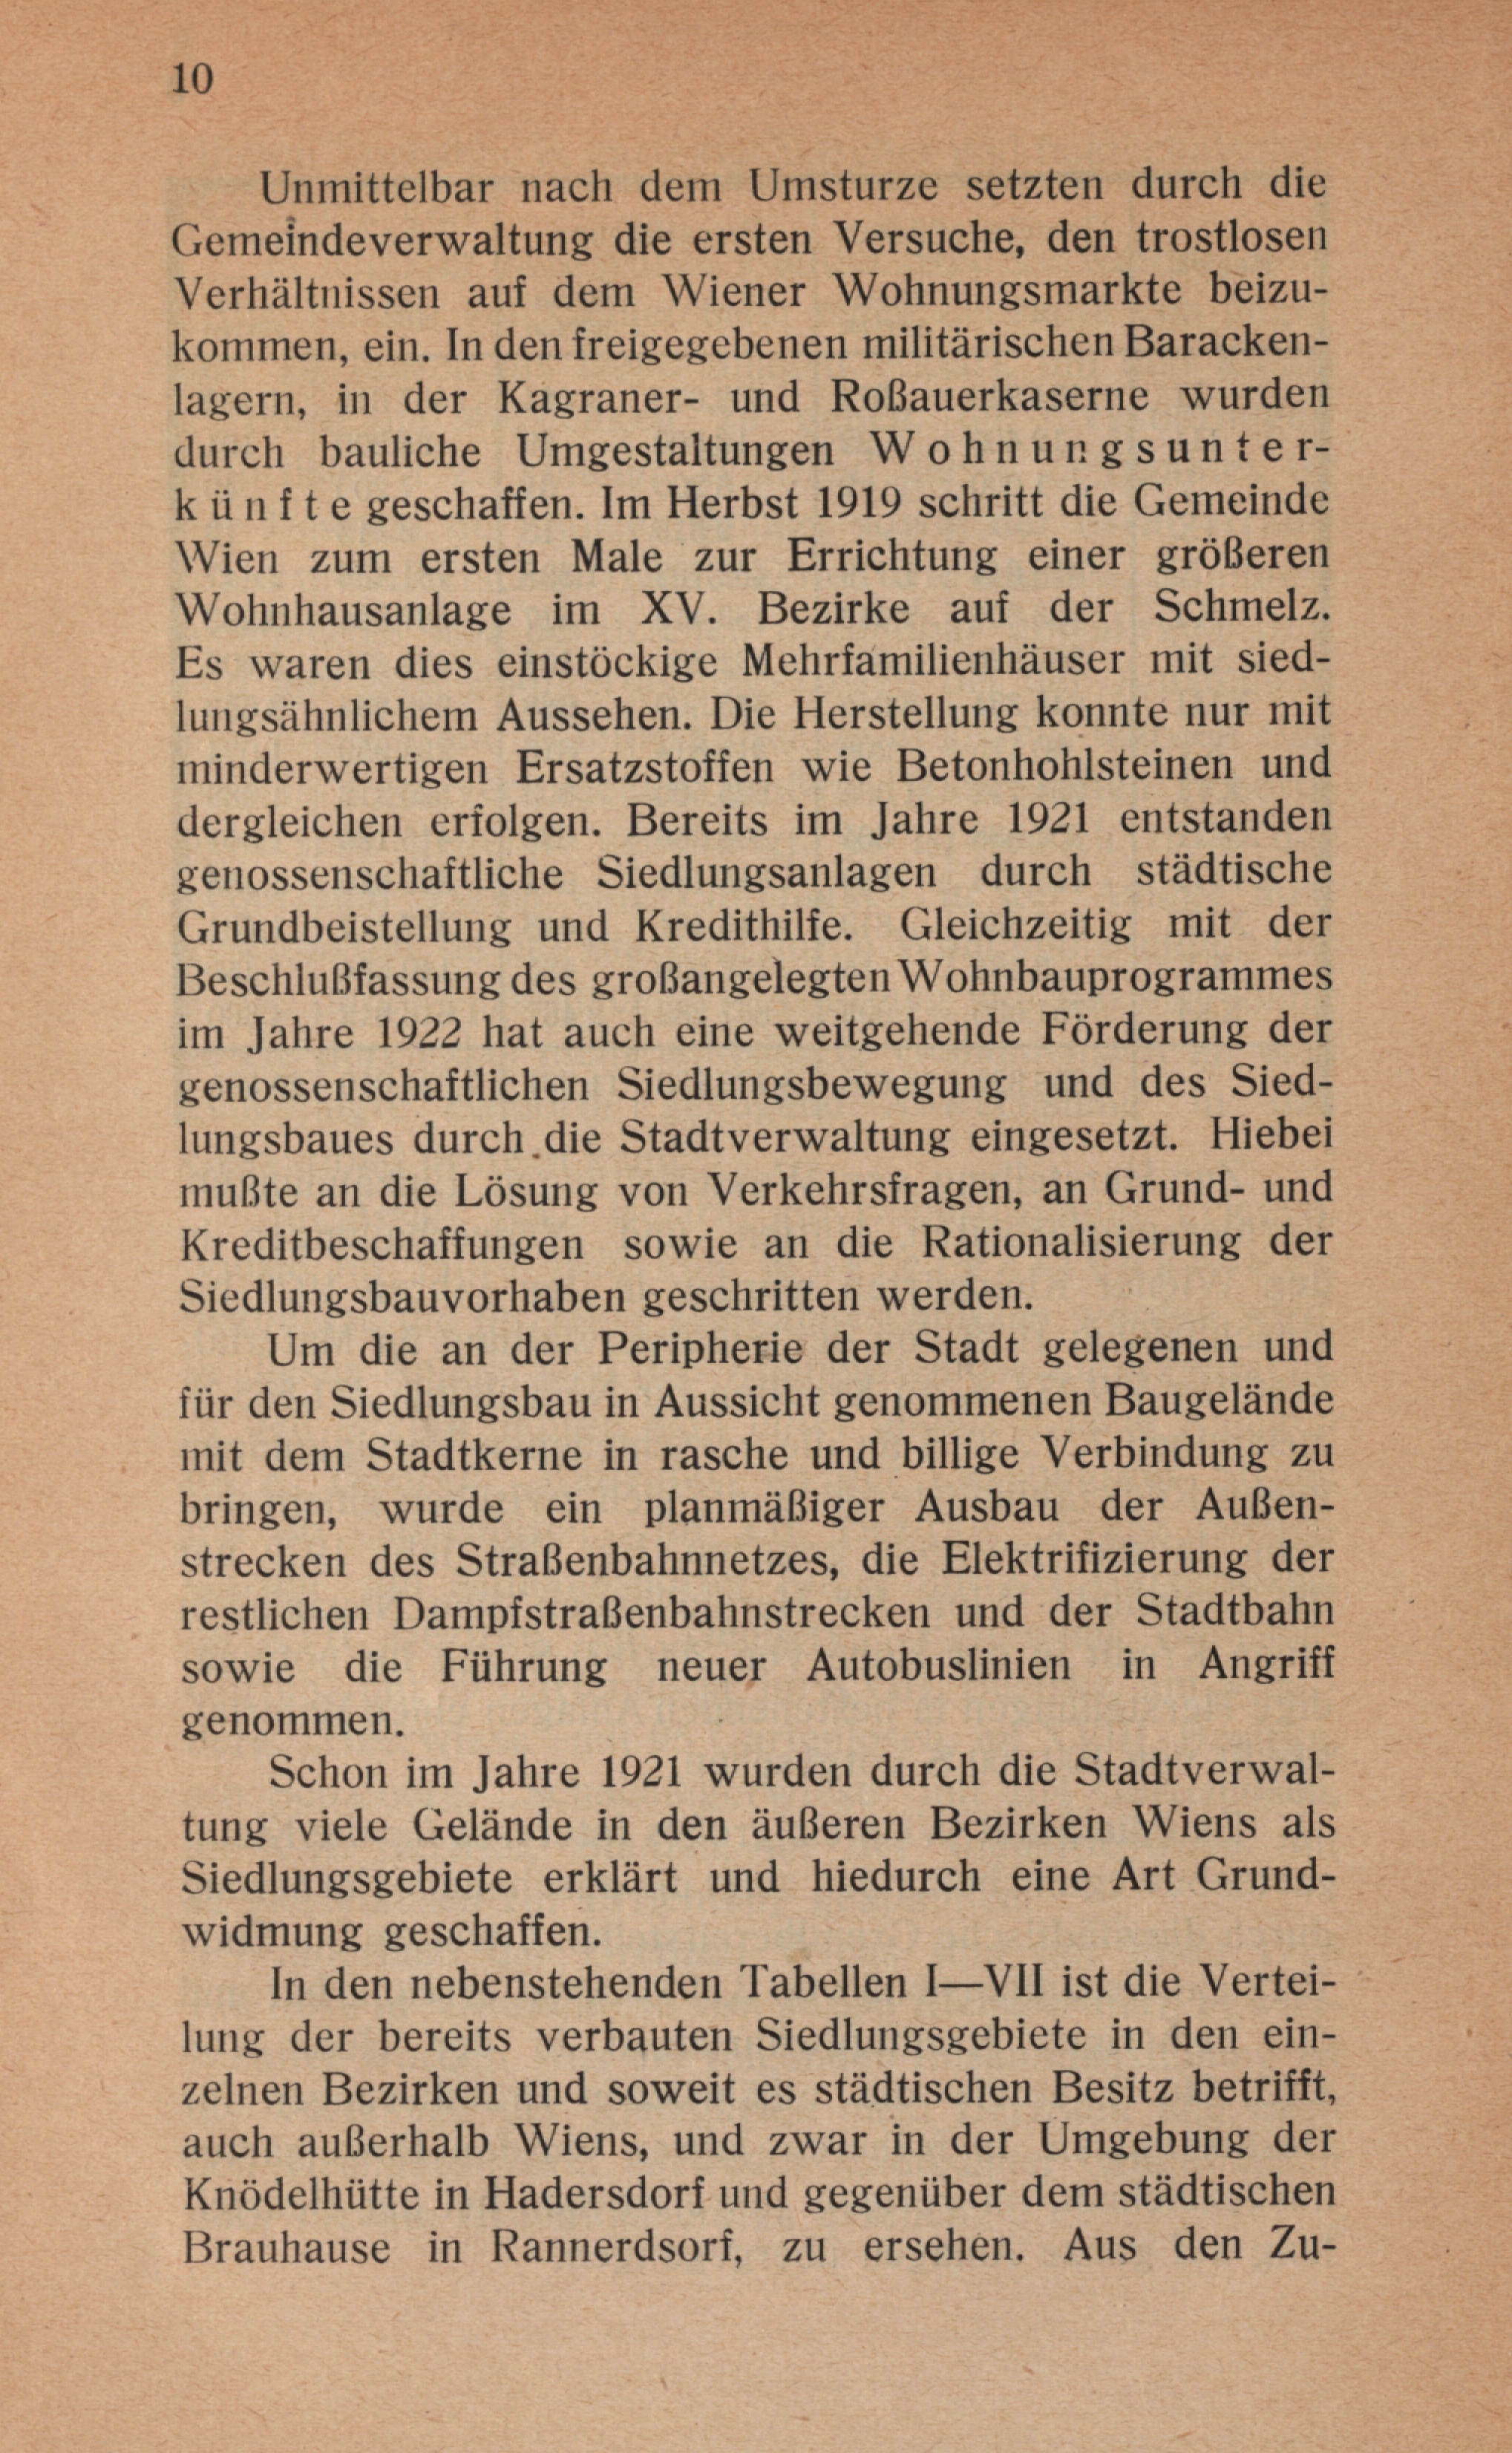 10
Unmittelbar nach dem Umsturze setzten durch die
Gemeindeverwaltung die ersten Versuche, den trostlosen
Verhältnissen auf dem Wiener Wohnungsmarkte beizu-
kommen, ein. In den freigegebenen militärischen Baracken-
lagern, in der Kagraner- und Roßauerkaserne wurden
durch bauliche Umgestaltungen Wohnungsunter-
künfte geschaffen. Im Herbst 1919 schritt die Gemeinde
Wien zum ersten Male zur Errichtung einer größeren
Wohnhausanlage im XV. Bezirke auf der Schmelz.
Es waren dies einstöckige Mehrfamilienhäuser mit sied-
lungsähnlichem Aussehen. Die Herstellung konnte nur mit
minderwertigen Ersatzstoffen wie Betonhohlsteinen und
dergleichen erfolgen. Bereits im Jahre 1921 entstanden
genossenschaftliche Siedlungsanlagen durch städtische
Grundbeistellung und Kredithilfe. Gleichzeitig mit der
Beschlußfassung des großangelegten Wohnbauprogrammes
im Jahre 1922 hat auch eine weitgehende Förderung der
genossenschaftlichen Siedlungsbewegung und des Sied-
lungsbaues durch die Stadtverwaltung eingesetzt. Hiebei
mußte an die Lösung von Verkehrsfragen, an Grund- und
Kreditbeschaffungen sowie an die Rationalisierung der
Siedlungsbauvorhaben geschritten werden.
Um die an der Peripherie der Stadt gelegenen und
für den Siedlungsbau in Aussicht genommenen Baugelände
mit dem Stadtkerne in rasche und billige Verbindung zu
bringen, wurde ein planmäßiger Ausbau der Außen-
strecken des Straßenbahnnetzes, die Elektrifizierung der
restlichen Dampfstraßenbahnstrecken und der Stadtbahn
sowie die Führung neuer Autobuslinien in Angriff
genommen.
Schon im Jahre 1921 wurden durch die Stadtverwal-
tung viele Gelände in den äußeren Bezirken Wiens als
Siedlungsgebiete erklärt und hiedurch eine Art Grund-
widmung geschaffen.
In den nebenstehenden Tabellen I—VII ist die Vertei-
lung der bereits verbauten Siedlungsgebiete in den ein-
zelnen Bezirken und soweit es städtischen Besitz betrifft,
auch außerhalb Wiens, und zwar in der Umgebung der
Knödelhütte in Hadersdorf und gegenüber dem städtischen
Brauhause in Rannerdsorf, zu ersehen. Aus den Zu-